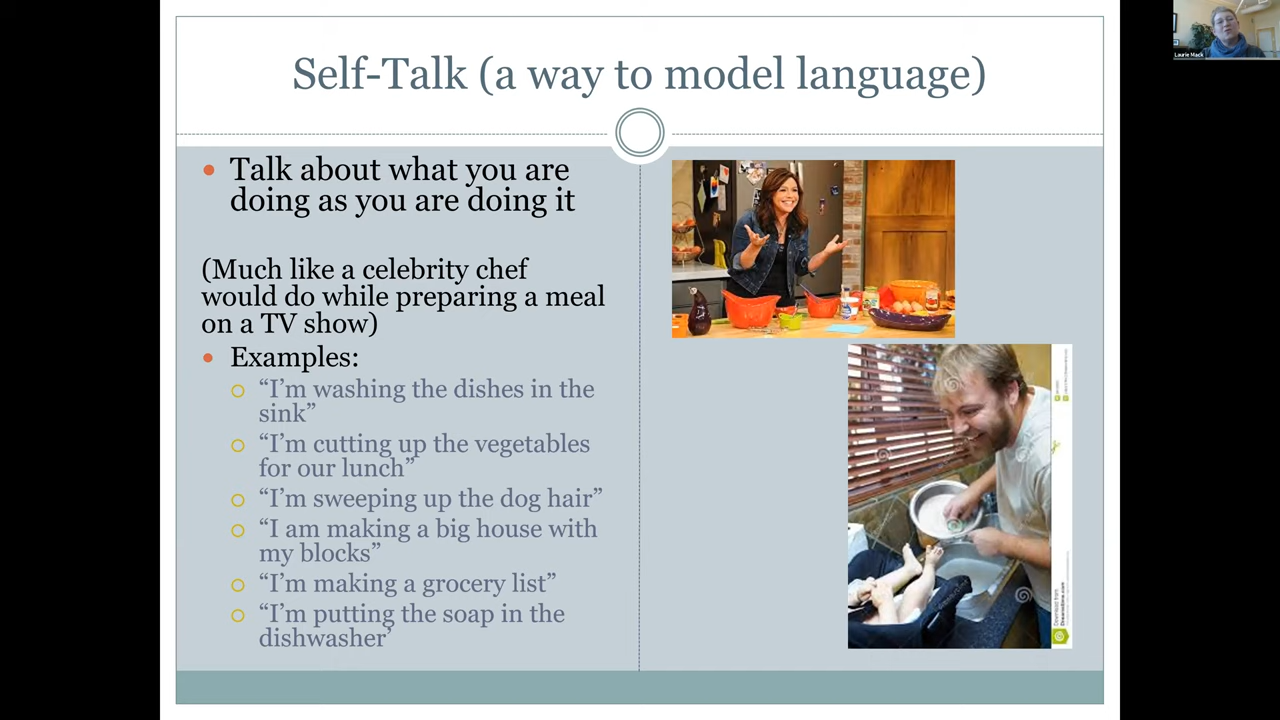 Self-Talk (a way to model language)
Talk about what you are
doing as you are doing it
(Much like a celebrity chef
would do while preparing a meal
on a TV show)
Examples:
“I’m washing the dishes in the
sink”
“I’m cutting up the vegetables
for our lunch”
“I’m sweeping up the dog hair”
“I am making a big house with
my blocks”
“I’m making a grocery list”
“I’m putting the soap in the
dishwasher’
Laurie Mack